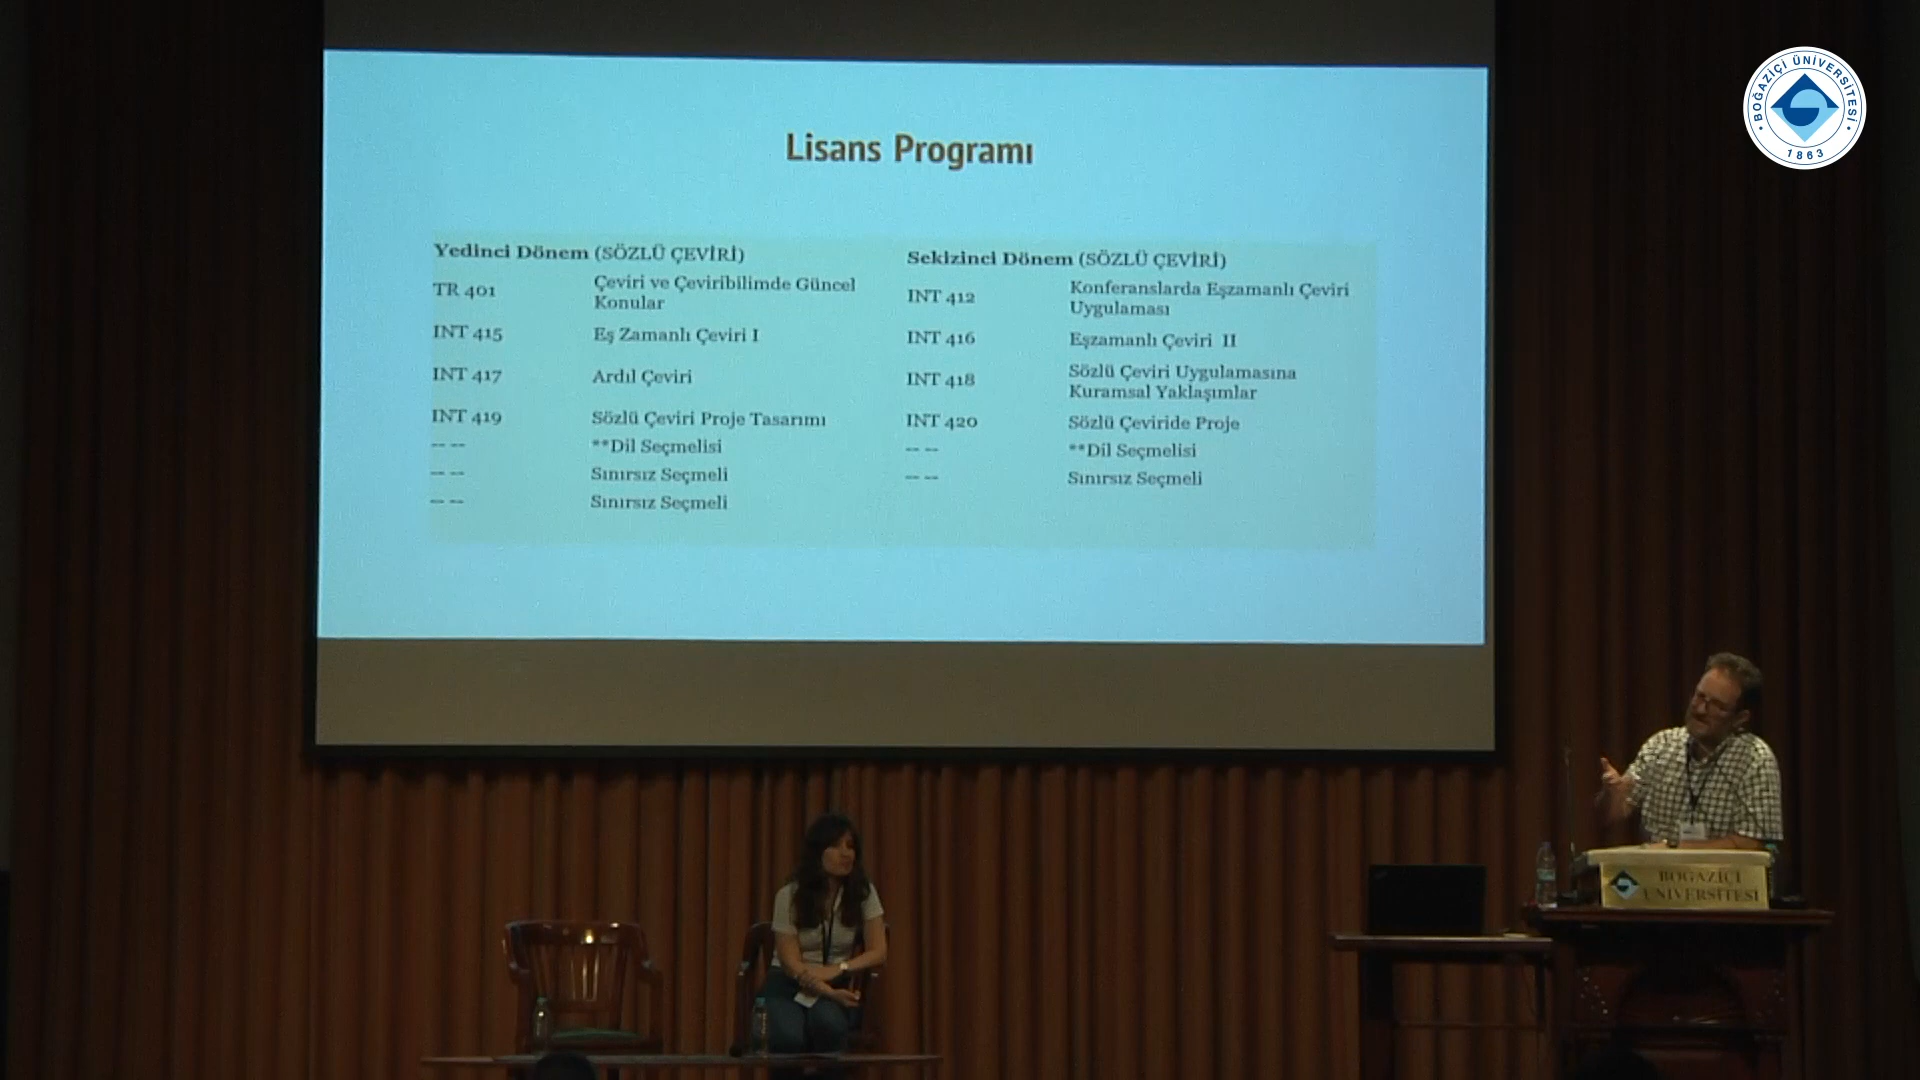 Lisans Programı
Yedinci Dönem (SÖZLÜ ÇEVİRİ)
TR 401 Çeviri ve Çeviribilimde Güncel
Konular
INT 415 Eş Zamanlı Çeviri I
INT 417 Ardıl Çeviri
INT 419 Sözlü Çeviri Proje Tasarımı
-- -- **Dil Seçmelisi
-- -- Sınırsız Seçmeli
-- -- Sınırsız Seçmeli
Sekizinci Dönem (SÖZLÜ ÇEVİRİ)
INT 412 Konferanslarda Eşzamanlı Çeviri
Uygulaması
INT 416 Eşzamanlı Çeviri II
INT 418 Sözlü Çeviri Uygulamasına
Kuramsal Yaklaşımlar
INT 420 Sözlü Çeviride Proje
-- -- **Dil Seçmelisi
-- -- Sınırsız Seçmeli
BOĞAZİÇİ ÜNİVERSİTESİ
1863
BOĞAZİÇİ
ÜNİVERSİTESİ